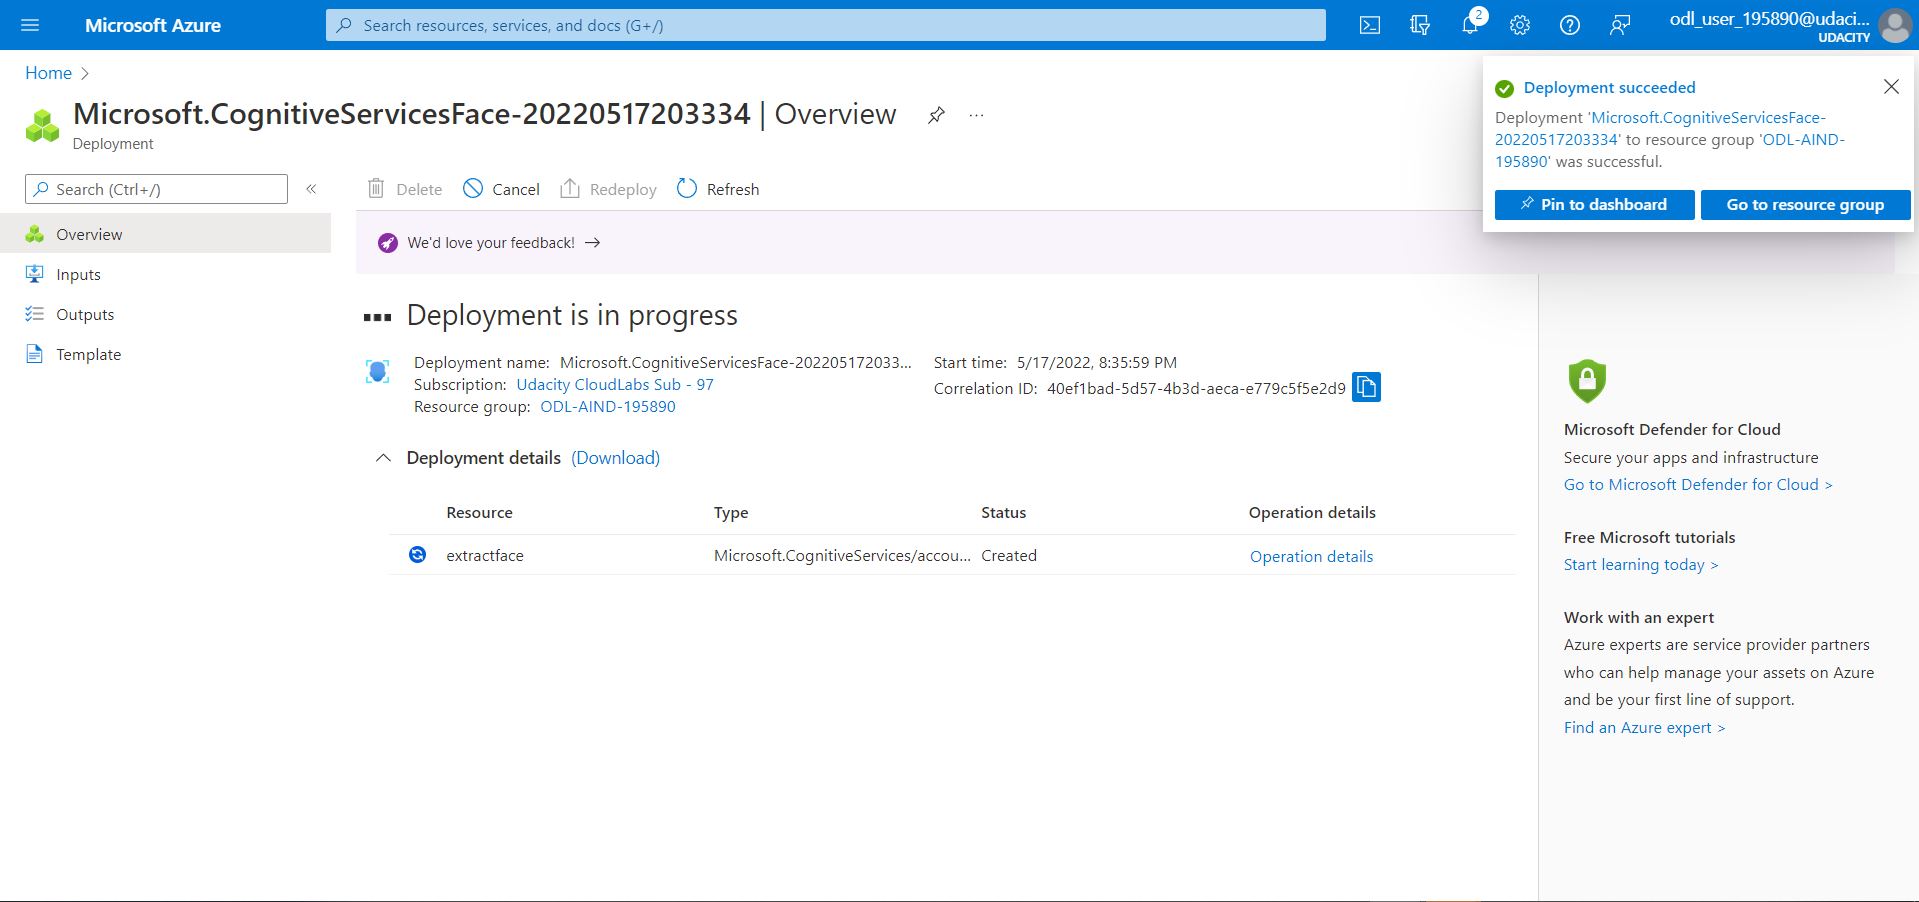 Microsoft Azure
Search resources, services, and docs (G+/)
2
odl_user_195890@udaci...
UDACITY
Home
Microsoft.CognitiveServicesFace-20220517203334 | Overview
...
Deployment
Search (Ctrl+/)
«
Delete
Cancel
Redeploy
Refresh
Overview
Inputs
Outputs
Template
We'd love your feedback! →
Deployment is in progress
Deployment name: Microsoft.CognitiveServicesFace-202205172033...
Subscription: Udacity CloudLabs Sub - 97
Resource group: ODL-AIND-195890
Start time: 5/17/2022, 8:35:59 PM
Correlation ID: 40ef1bad-5d57-4b3d-aeca-e779c5f5e2d9
Deployment details (Download)
Resource Type Status Operation details
extractface Microsoft.CognitiveServices/accou... Created Operation details
Deployment succeeded
Deployment 'Microsoft.CognitiveServicesFace-
20220517203334' to resource group 'ODL-AIND-
195890' was successful.
Pin to dashboard
Go to resource group
Microsoft Defender for Cloud
Secure your apps and infrastructure
Go to Microsoft Defender for Cloud >
Free Microsoft tutorials
Start learning today >
Work with an expert
Azure experts are service provider partners
who can help manage your assets on Azure
and be your first line of support.
Find an Azure expert >